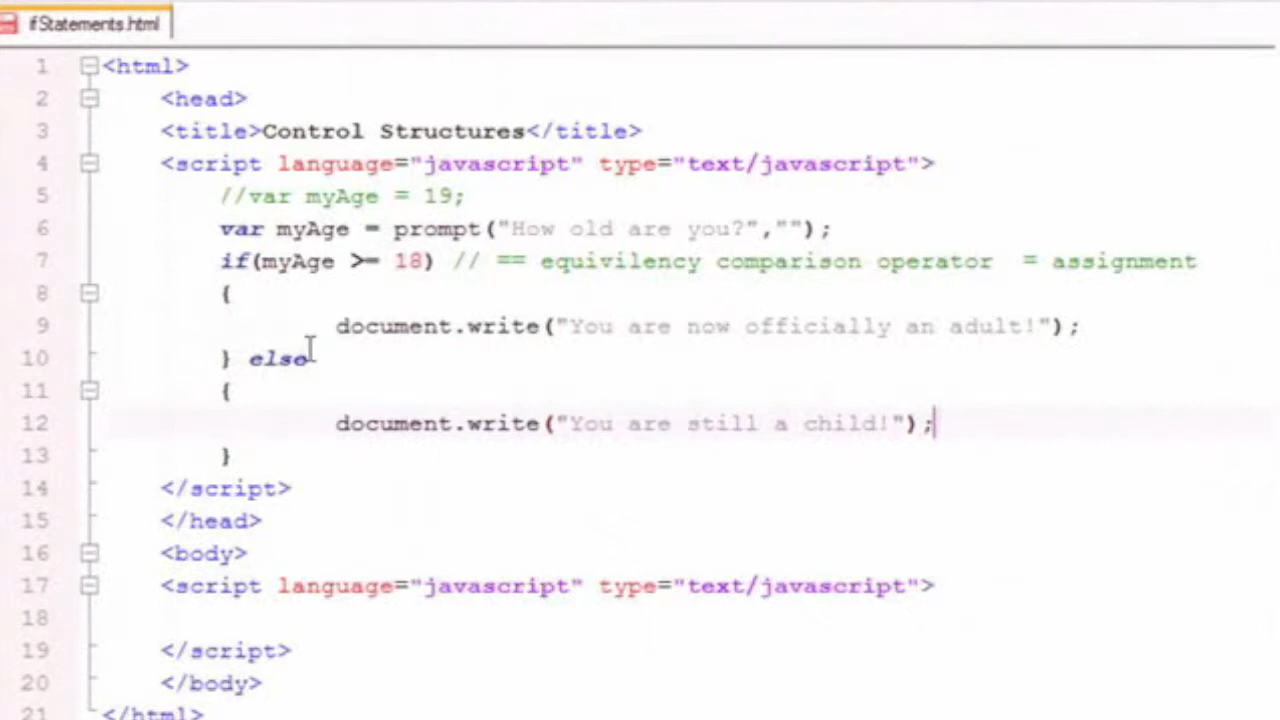 ifStatements.html
1 <html>
2 <head>
3 <title>Control Structures</title>
4 <script language="javascript" type="text/javascript">
5 //var myAge = 19;
6 var myAge = prompt("How old are you?","");
7 if(myAge >= 18) // == equivilency comparison operator = assignment
8 {
9 document.write("You are now officially an adult!");
10 } else
11 {
12 document.write("You are still a child!");
13 }
14 </script>
15 </head>
16 <body>
17 <script language="javascript" type="text/javascript">
18
19 </script>
20 </body>
21 </html>